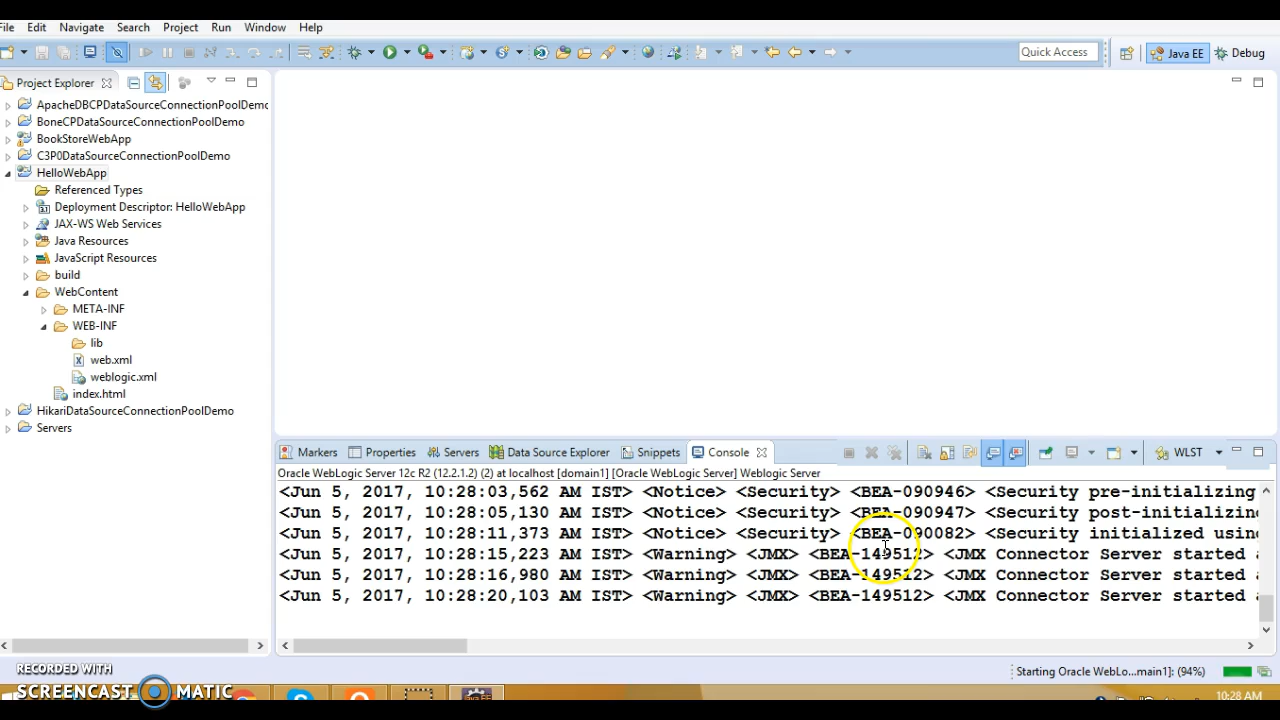 File Edit Navigate Search Project Run Window Help
Quick Access Java EE Debug
Project Explorer
ApacheDBCPDataSourceConnectionPoolDemo
BoneCPDataSourceConnectionPoolDemo
BookStoreWebApp
C3P0DataSourceConnectionPoolDemo
HelloWebApp
Referenced Types
Deployment Descriptor: HelloWebApp
JAX-WS Web Services
Java Resources
JavaScript Resources
build
WebContent
META-INF
WEB-INF
lib
web.xml
weblogic.xml
index.html
HikariDataSourceConnectionPoolDemo
Servers
Markers Properties Servers Data Source Explorer Snippets Console WLST
Oracle WebLogic Server 12c R2 (12.2.1.2) (2) at localhost [domain1] [Oracle WebLogic Server] Weblogic Server
<Jun 5, 2017, 10:28:03,562 AM IST> <Notice> <Security> <BEA-090946> <Security pre-initializing
<Jun 5, 2017, 10:28:05,130 AM IST> <Notice> <Security> <BEA-090947> <Security post-initializing
<Jun 5, 2017, 10:28:11,373 AM IST> <Notice> <Security> <BEA-090082> <Security initialized using
<Jun 5, 2017, 10:28:15,223 AM IST> <Warning> <JMX> <BEA-149512> <JMX Connector Server started a
<Jun 5, 2017, 10:28:16,980 AM IST> <Warning> <JMX> <BEA-149512> <JMX Connector Server started a
<Jun 5, 2017, 10:28:20,103 AM IST> <Warning> <JMX> <BEA-149512> <JMX Connector Server started a
Starting Oracle WebLo...main1]: (94%)
RECORDED WITH
SCREENCAST MATIC
10:28 AM